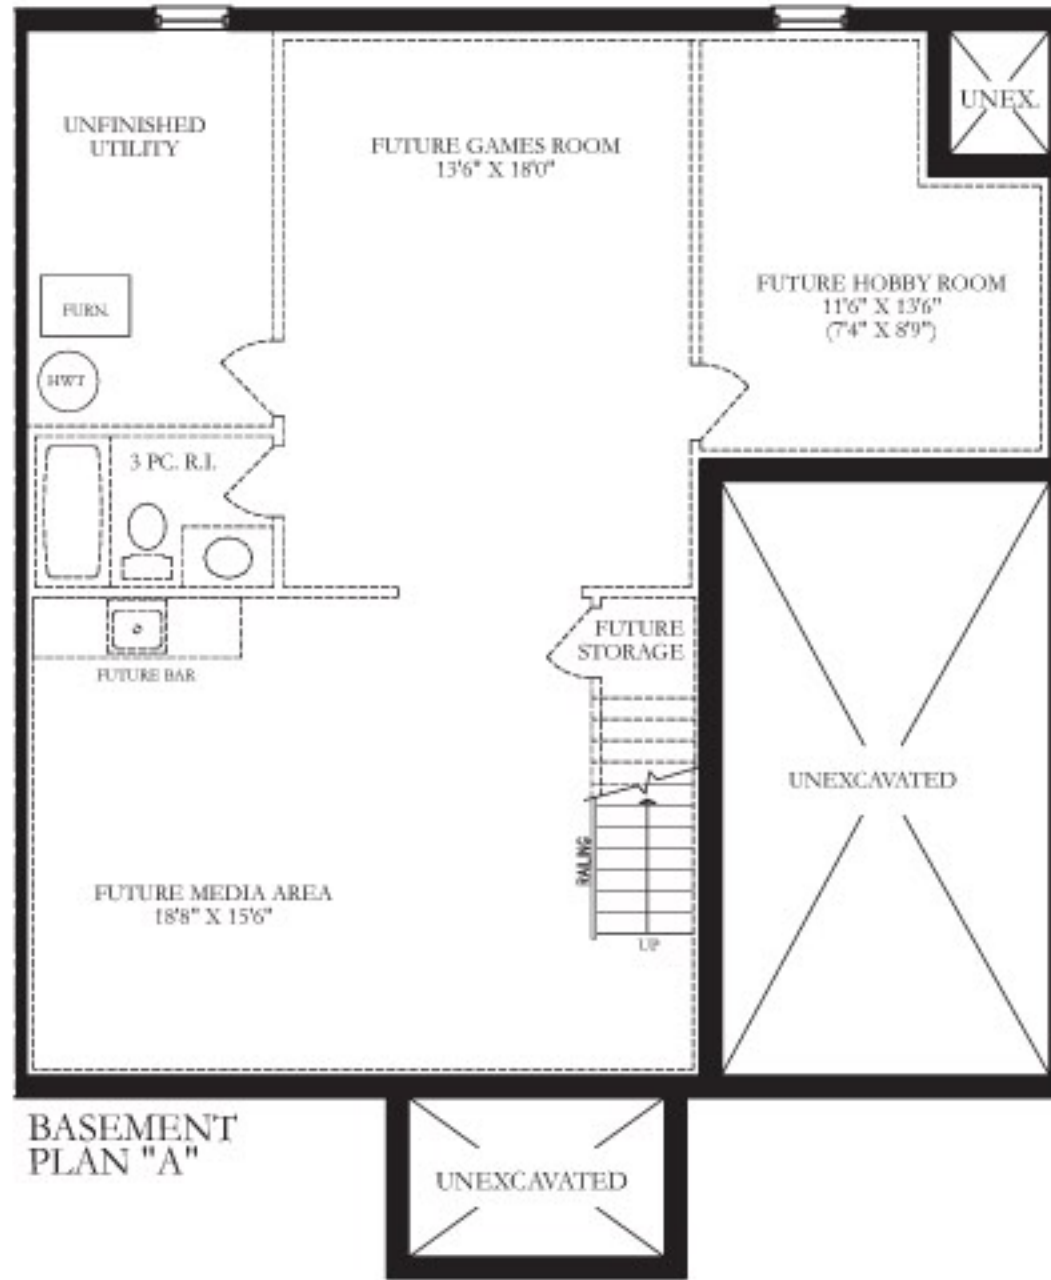 UNEX.
UNFINISHED
UTILITY
FUTURE GAMES ROOM
13'6" X 18'0"
FUTURE HOBBY ROOM
11'6" X 13'6"
(7'4" X 8'9")
FURN.
HWT
3 PC. R.I.
FUTURE
STORAGE
FUTURE BAR
UNEXCAVATED
RAILING
FUTURE MEDIA AREA
18'8" X 15'6"
UP
BASEMENT
PLAN "A"
UNEXCAVATED